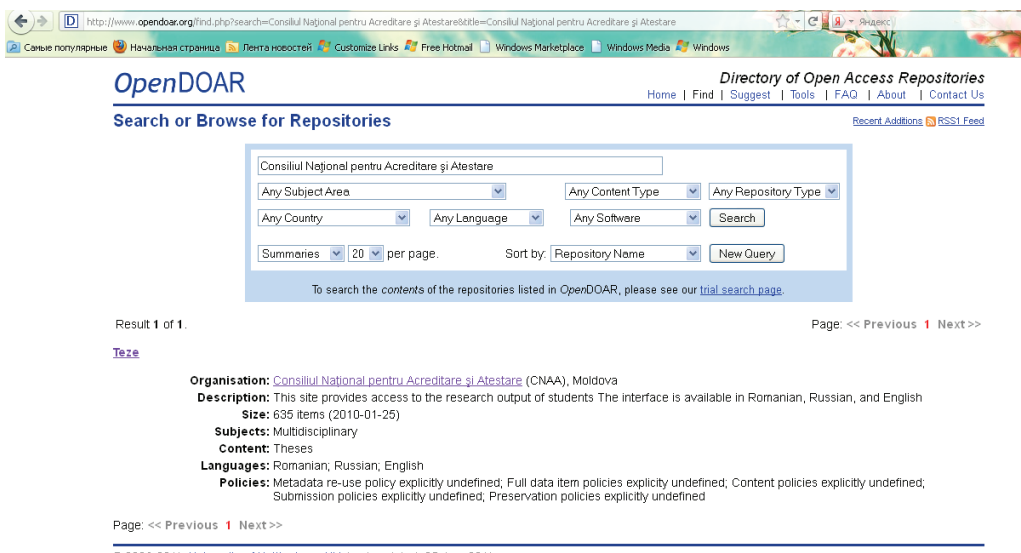 http://www.opendoar.org/find.php?search=Consiliul Naţional pentru Acreditare şi Atestare&title=Consiliul Naţional pentru Acreditare şi Atestare
Яндекс
Самые популярные Начальная страница Лента новостей Customize Links Free Hotmail Windows Marketplace Windows Media Windows
OpenDOAR Directory of Open Access Repositories
Home | Find | Suggest | Tools | FAQ | About | Contact Us
Search or Browse for Repositories Recent Additions RSS1 Feed
Consiliul Naţional pentru Acreditare şi Atestare
Any Subject Area Any Content Type Any Repository Type
Any Country Any Language Any Software Search
Summaries 20 per page. Sort by: Repository Name New Query
To search the contents of the repositories listed in OpenDOAR, please see our trial search page.
Result 1 of 1. Page: << Previous 1 Next >>
Teze
Organisation: Consiliul Naţional pentru Acreditare şi Atestare (CNAA), Moldova
Description: This site provides access to the research output of students The interface is available in Romanian, Russian, and English
Size: 635 items (2010-01-25)
Subjects: Multidisciplinary
Content: Theses
Languages: Romanian; Russian; English
Policies: Metadata re-use policy explicitly undefined; Full data item policies explicity undefined; Content policies explicitly undefined;
Submission policies explicitly undefined; Preservation policies explicitly undefined
Page: << Previous 1 Next >>